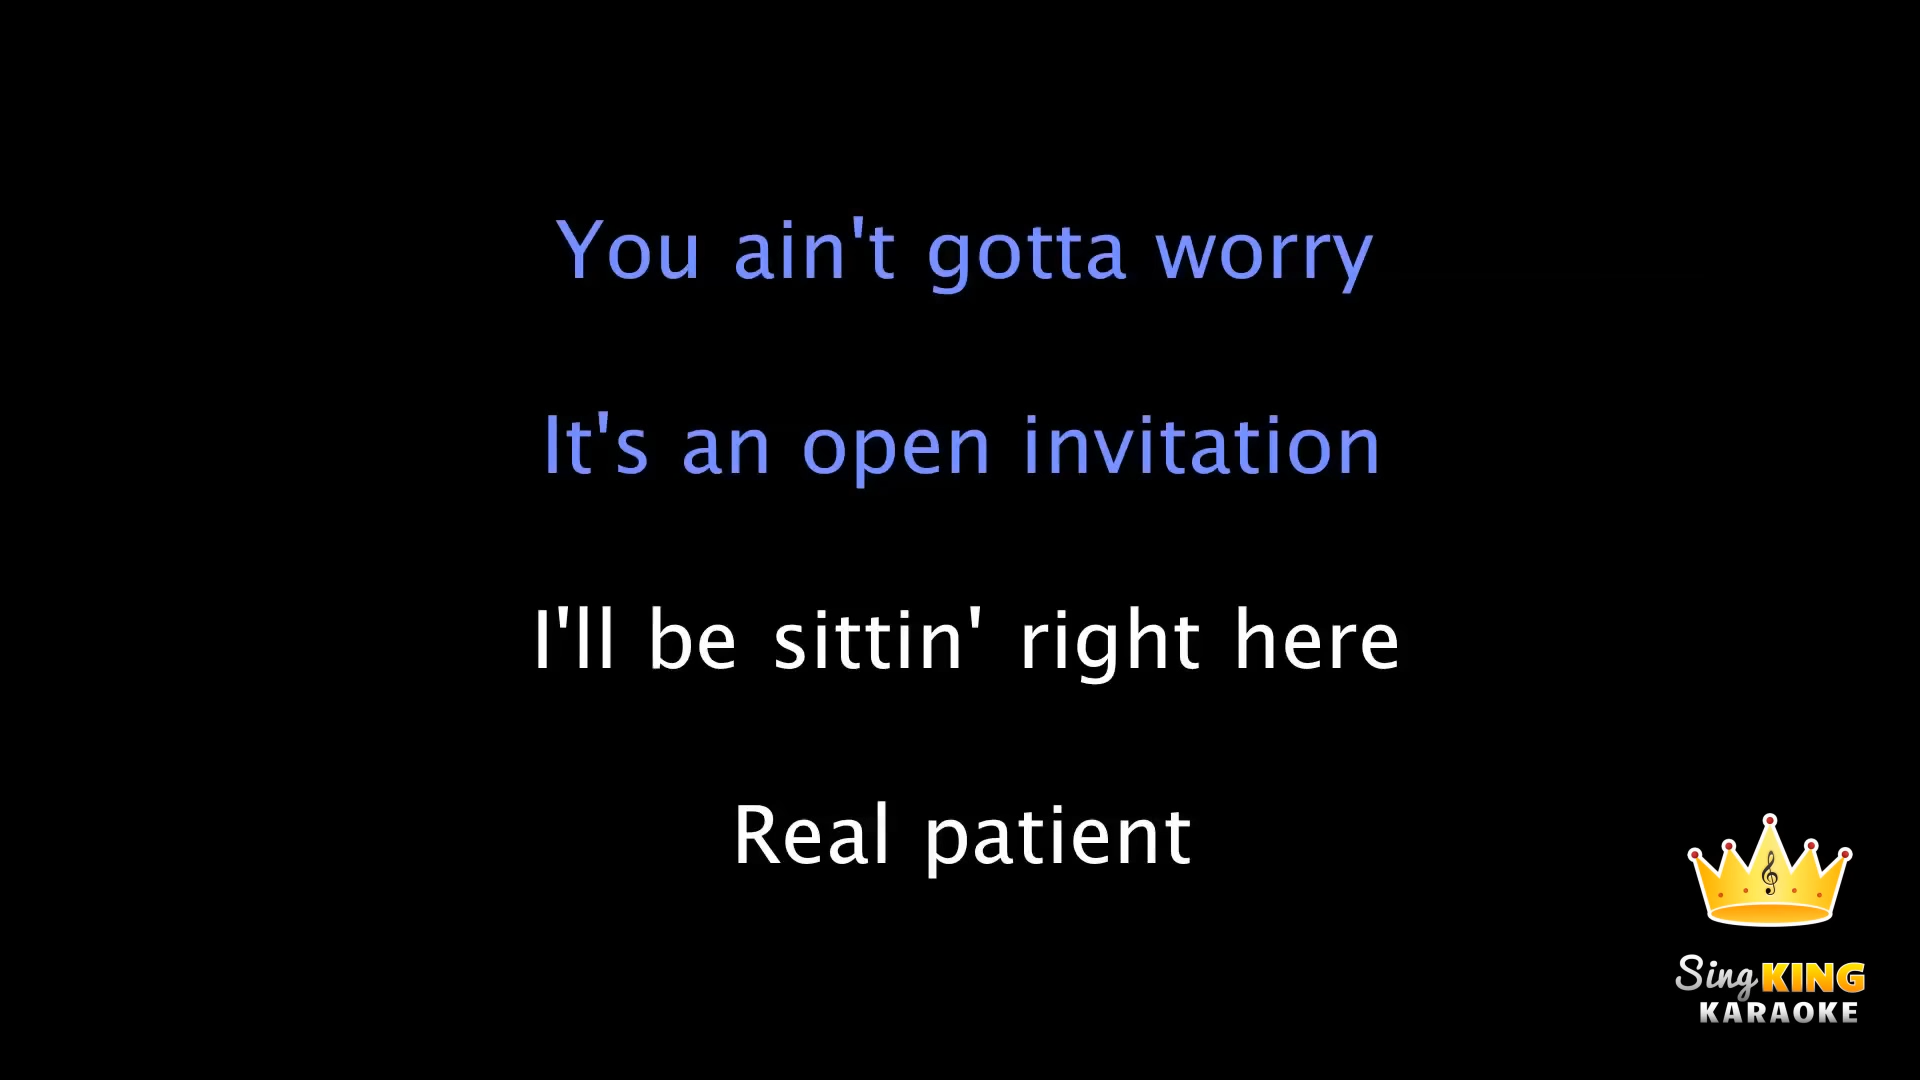 You ain't gotta worry
It's an open invitation
I'll be sittin' right here
Real patient
Sing KING
KARAOKE